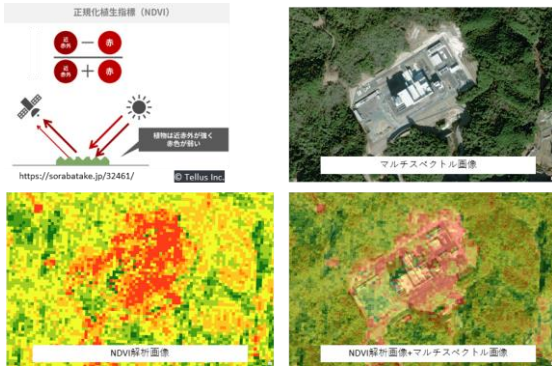 正規化植生指標（NDVI）
近
赤外
赤
近
赤外
赤
植物は近赤外が強く
赤色が弱い
https://sorabatake.jp/32461/
© Tellus Inc.
マルチスペクトル画像
NDVI解析画像
NDVI解析画像+マルチスペクトル画像